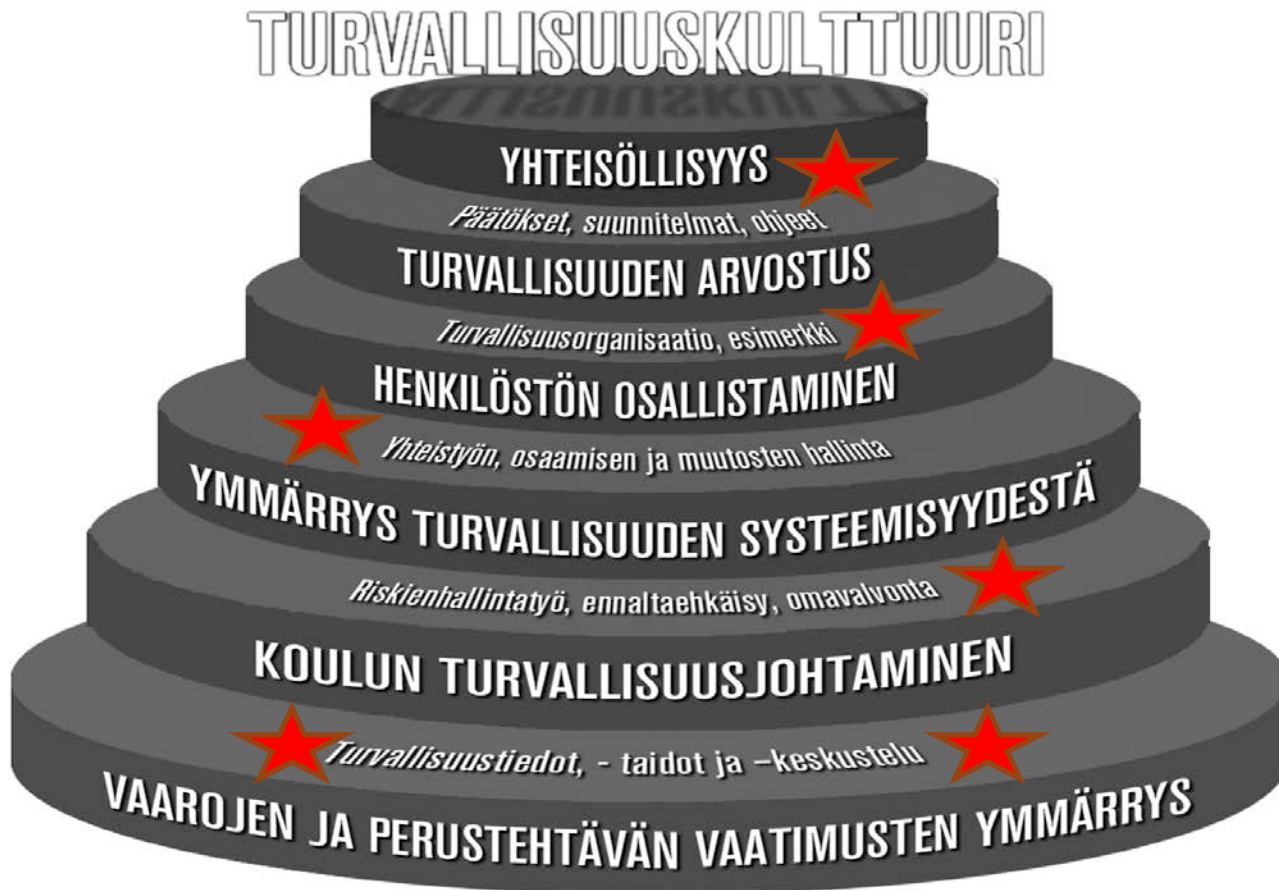 TURVALLISUUSKULTTUURI
YHTEISÖLLISYYS
Päätökset, suunnitelmat, ohjeet
TURVALLISUUDEN ARVOSTUS
Turvallisuusorganisaatio, esimerkki
HENKILÖSTÖN OSALLISTAMINEN
Yhteistyön, osaamisen ja muutosten hallinta
YMMÄRRYS TURVALLISUUDEN SYSTEEMISYYDESTÄ
Riskienhallintatyö, ennaltaehkäisy, omavalvonta
KOULUN TURVALLISUUSJOHTAMINEN
Turvallisuustiedot, - taidot ja –keskustelu
VAAROJEN JA PERUSTEHTÄVÄN VAATIMUSTEN YMMÄRRYS